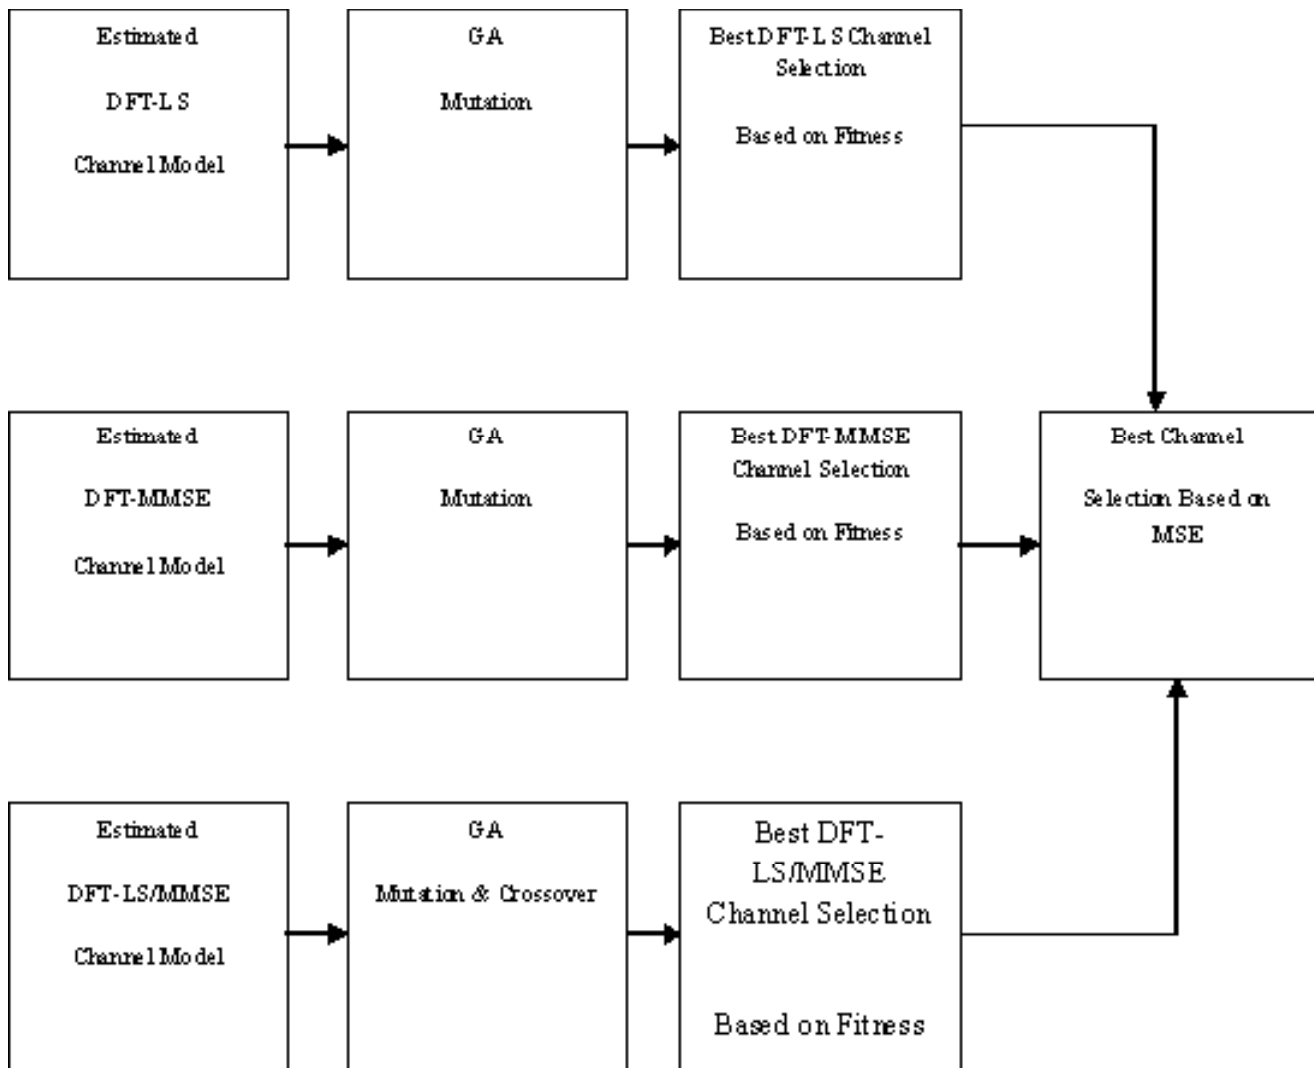 Estimated
DFT-LS
Channel Model
GA
Mutation
Best DFT-LS Channel
Selection
Based on Fitness
Estimated
DFT-MMSE
Channel Model
GA
Mutation
Best DFT-MMSE
Channel Selection
Based on Fitness
Best Channel
Selection Based on
MSE
Estimated
DFT-LS/MMSE
Channel Model
GA
Mutation & Crossover
Best DFT-
LS/MMSE
Channel Selection
Based on Fitness